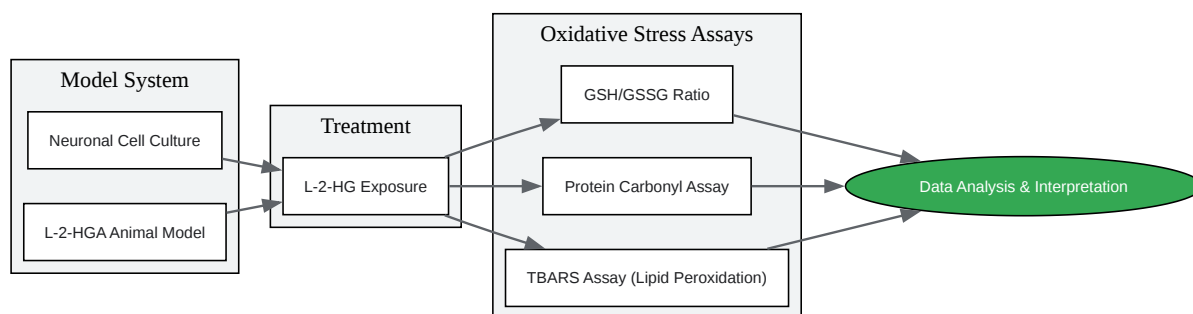 Model System
Neuronal Cell Culture
L-2-HGA Animal Model
Treatment
L-2-HG Exposure
Oxidative Stress Assays
GSH/GSSG Ratio
Protein Carbonyl Assay
TBARS Assay (Lipid Peroxidation)
Data Analysis & Interpretation